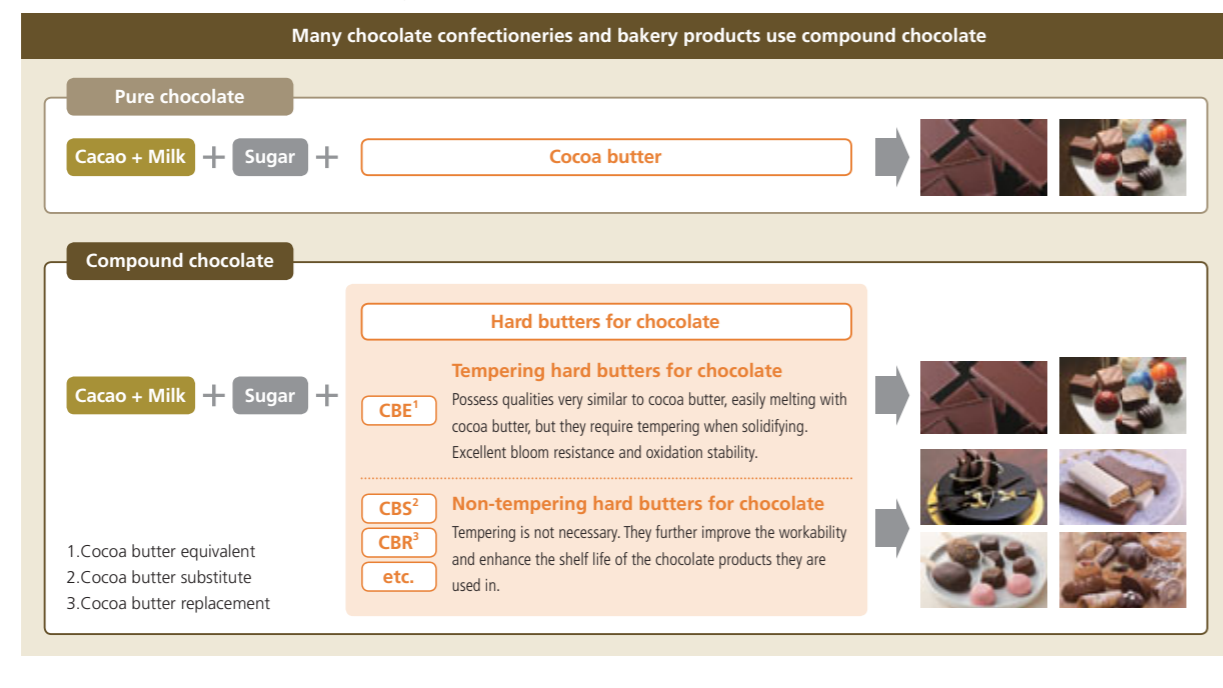 Many chocolate confectioneries and bakery products use compound chocolate
Pure chocolate
Cacao + Milk + Sugar + Cocoa butter
Compound chocolate
Cacao + Milk + Sugar +
Hard butters for chocolate
Tempering hard butters for chocolate
CBE¹
Possess qualities very similar to cocoa butter, easily melting with
cocoa butter, but they require tempering when solidifying.
Excellent bloom resistance and oxidation stability.
CBS²
CBR³
etc.
Non-tempering hard butters for chocolate
Tempering is not necessary. They further improve the workability
and enhance the shelf life of the chocolate products they are
used in.
1.Cocoa butter equivalent
2.Cocoa butter substitute
3.Cocoa butter replacement